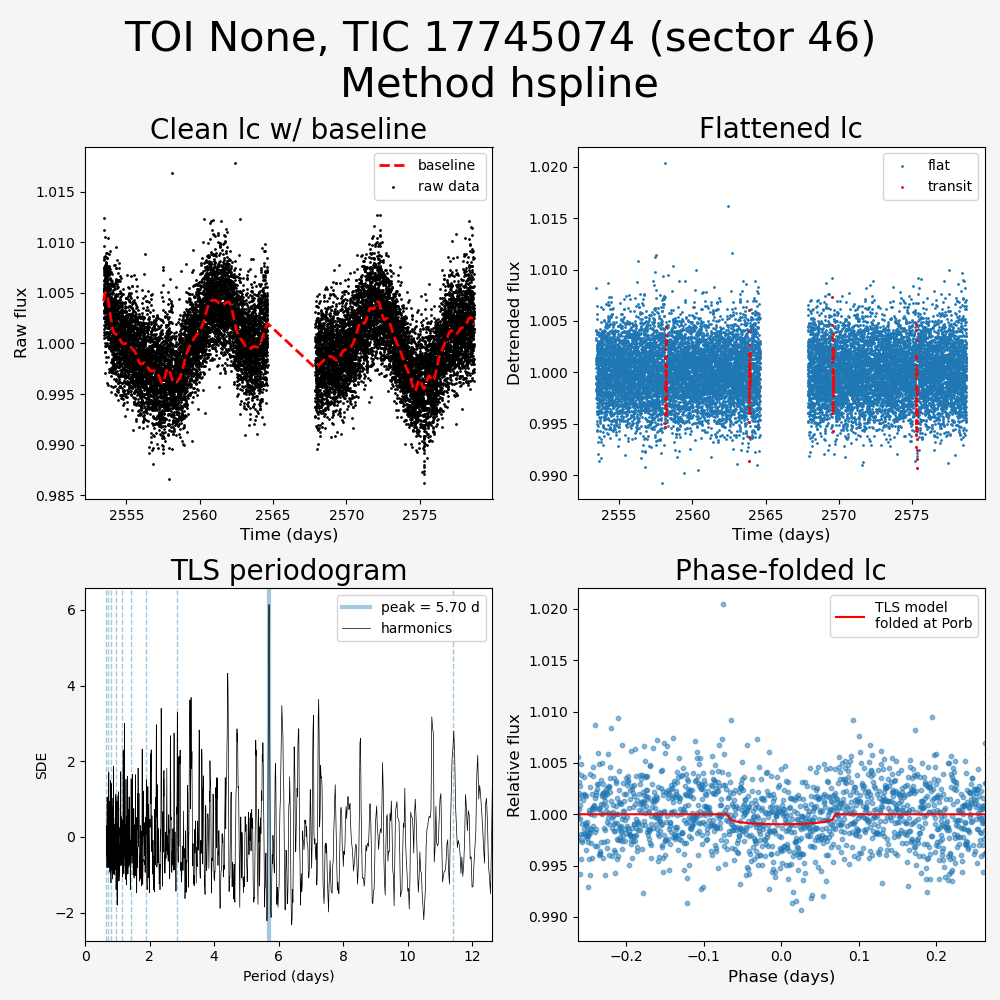 TOI None, TIC 17745074 (sector 46)
Method hspline
Clean lc w/ baseline
baseline
raw data
1.015
1.010
1.005
1.000
0.995
0.990
0.985
Raw flux
2555
2560
2565
2570
2575
Time (days)
Flattened lc
flat
transit
1.020
1.015
1.010
1.005
1.000
0.995
0.990
Detrended flux
2555
2560
2565
2570
2575
Time (days)
TLS periodogram
peak = 5.70 d
harmonics
6
4
2
0
−2
SDE
0
2
4
6
8
10
12
Period (days)
Phase-folded lc
TLS model
folded at Porb
1.020
1.015
1.010
1.005
1.000
0.995
0.990
Relative flux
−0.2
−0.1
0.0
0.1
0.2
Phase (days)